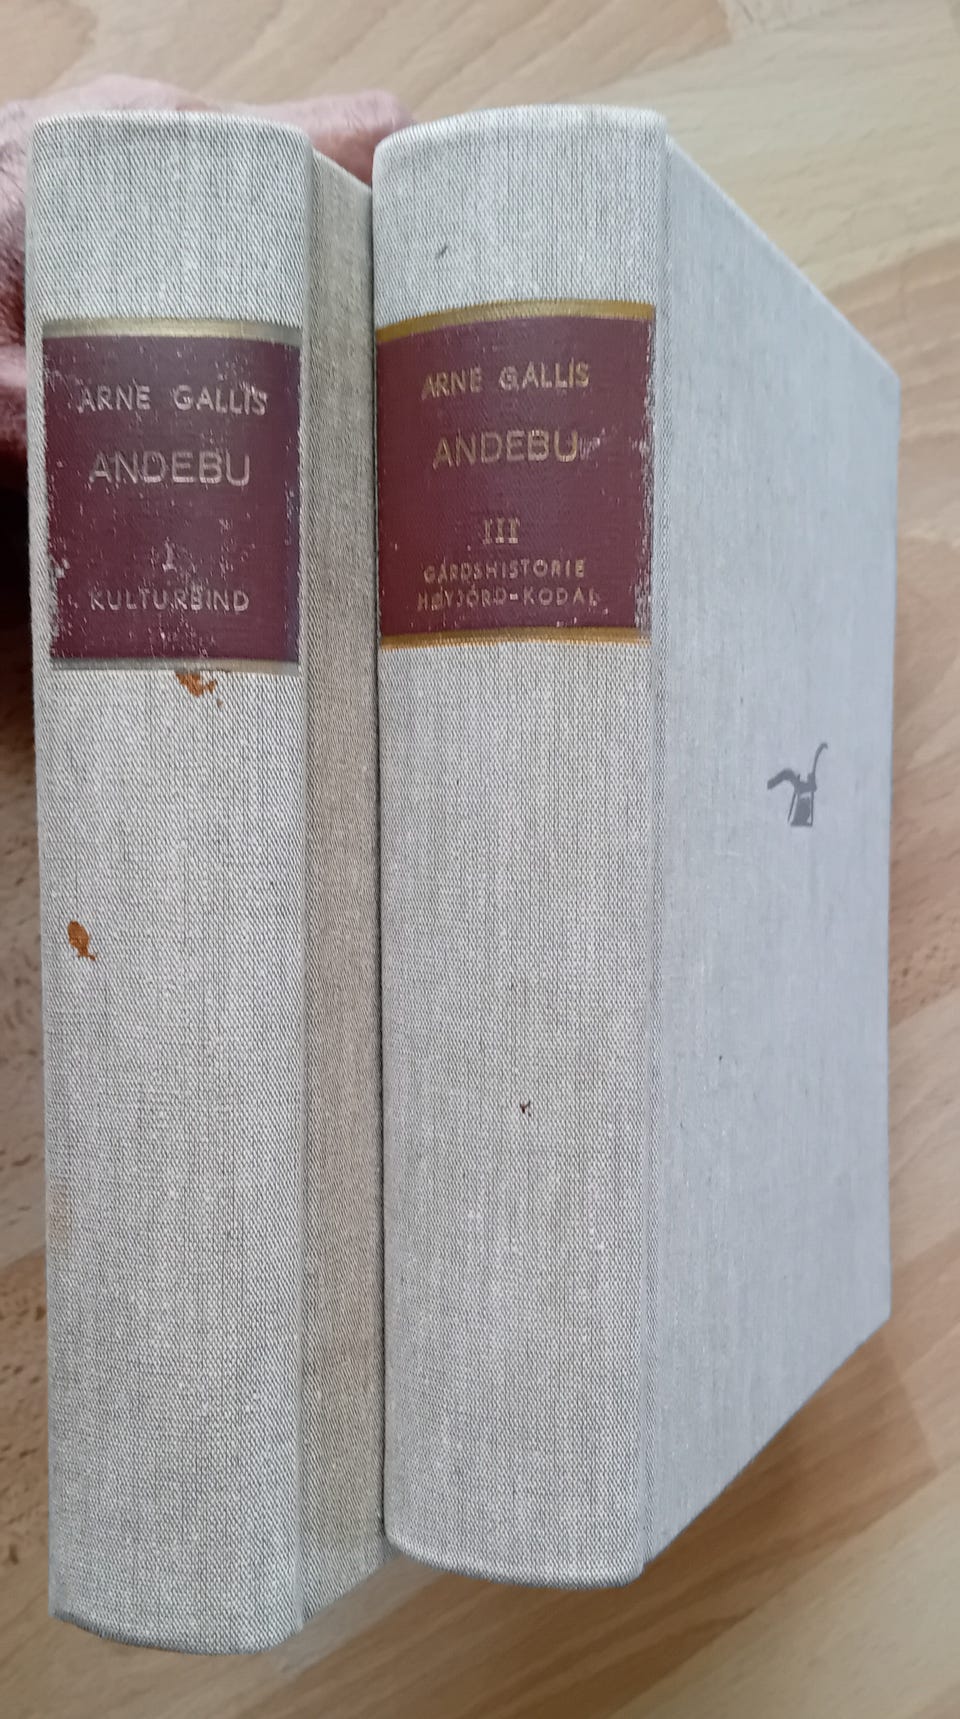 ARNE GALLIS
ANDEBU
I
KULTURBIND
ARNE GALLIS
ANDEBU
III
GARDSHISTORIE
HØYJORD-KODAL